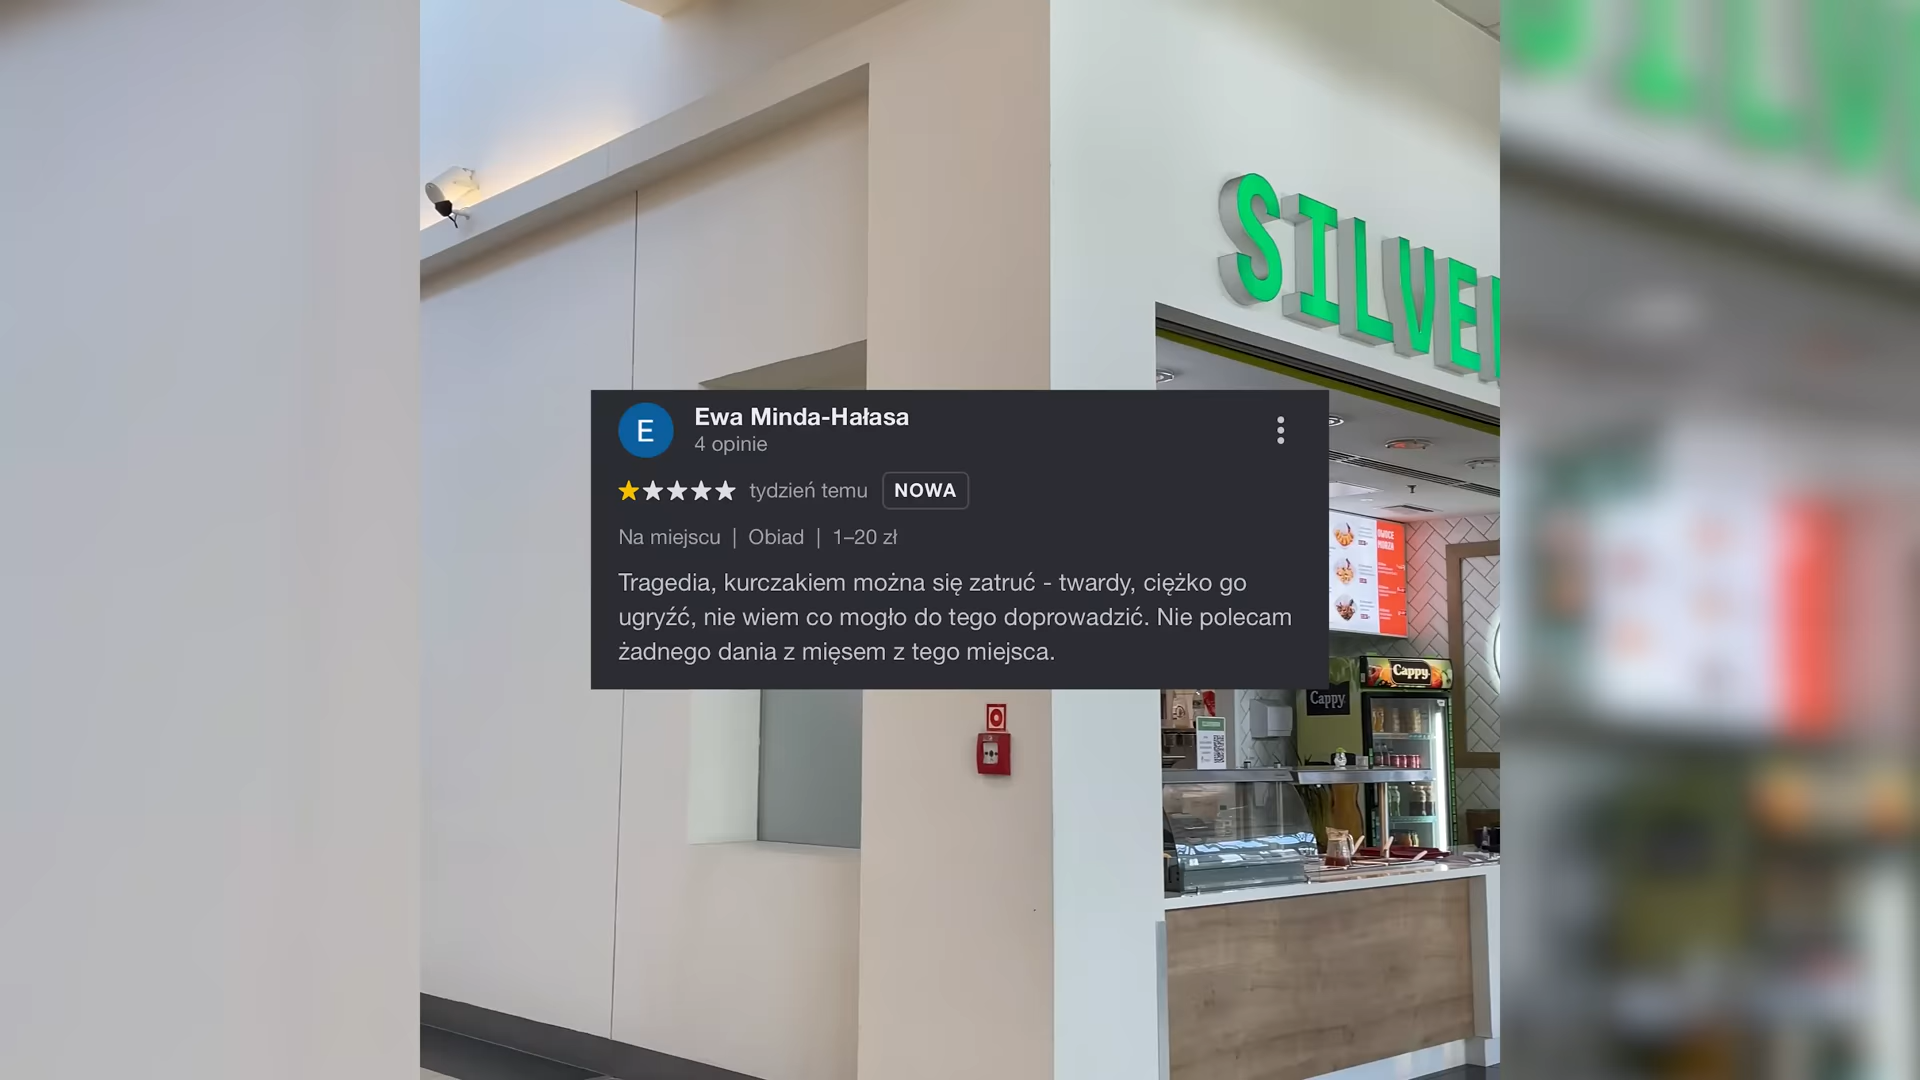 SILVE
E
Ewa Minda-Hałasa
4 opinie
tydzień temu NOWA
Na miejscu | Obiad | 1–20 zł
Tragedia, kurczakiem można się zatruć - twardy, ciężko go
ugryźć, nie wiem co mogło do tego doprowadzić. Nie polecam
żadnego dania z mięsem z tego miejsca.
Cappy
Cappy